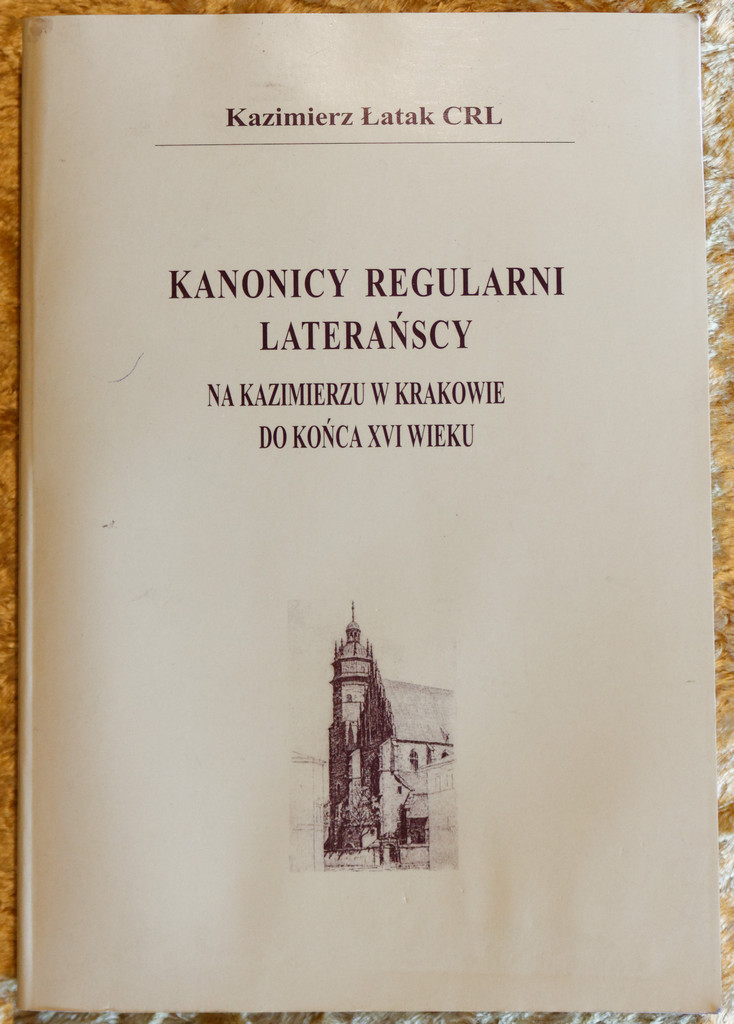 Kazimierz Łatak CRL
KANONICY REGULARNI
LATERAŃSCY
NA KAZIMIERZU W KRAKOWIE
DO KOŃCA XVI WIEKU